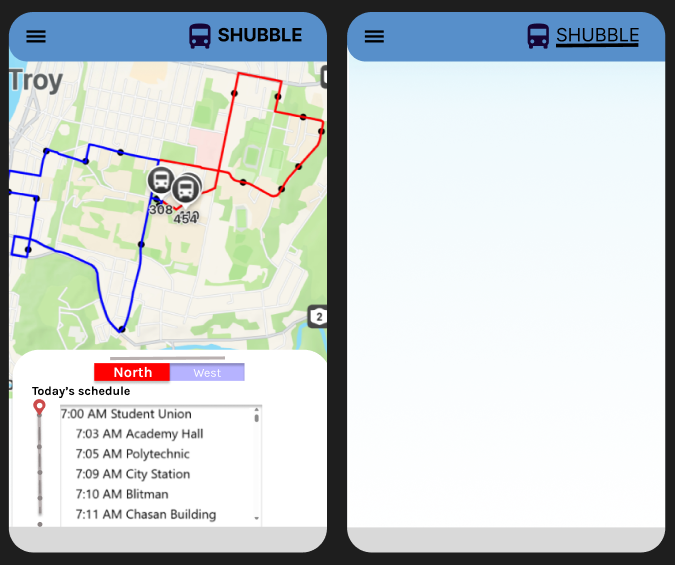 SHUBBLE
Troy
308
454
2
North
West
Today's schedule
7:00 AM Student Union
7:03 AM Academy Hall
7:05 AM Polytechnic
7:09 AM City Station
7:10 AM Blitman
7:11 AM Chasan Building
SHUBBLE